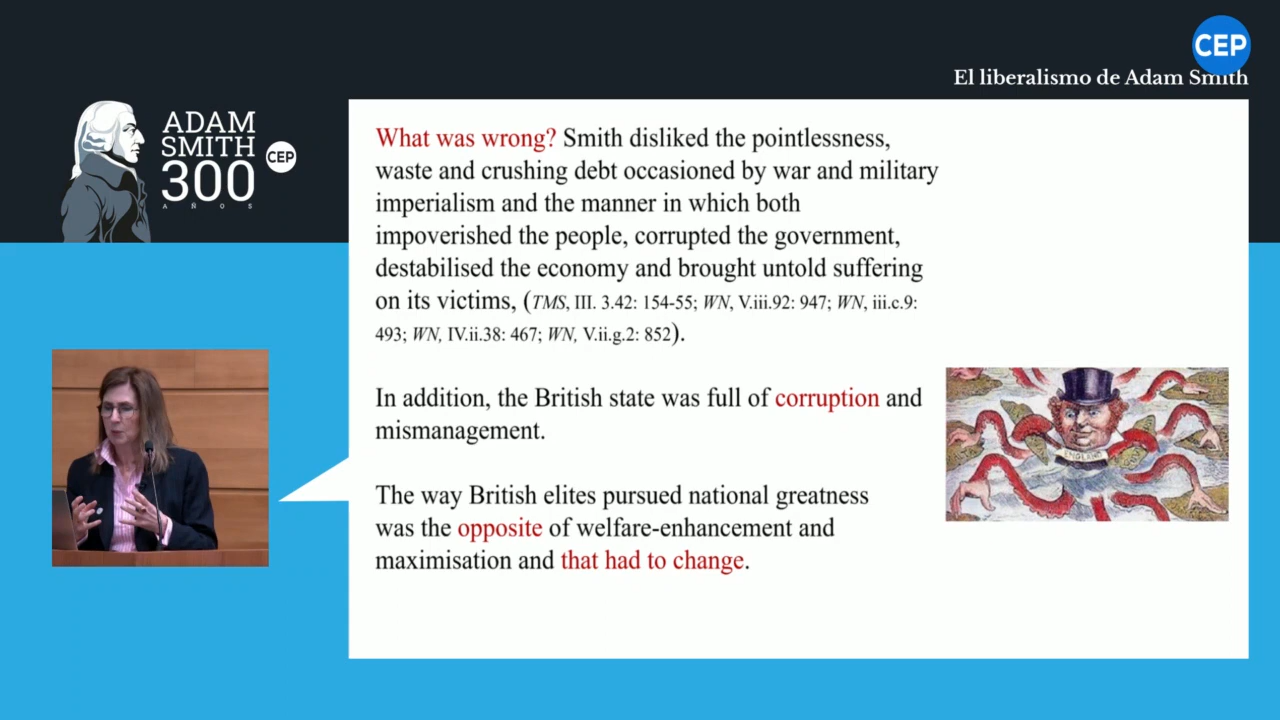 CEP
El liberalismo de Adam Smith
ADAM
SMITH
300
AÑOS
CEP
What was wrong? Smith disliked the pointlessness,
waste and crushing debt occasioned by war and military
imperialism and the manner in which both
impoverished the people, corrupted the government,
destabilised the economy and brought untold suffering
on its victims, (TMS, III. 3.42: 154-55; WN, V.iii.92: 947; WN, iii.c.9:
493; WN, IV.ii.38: 467; WN, V.ii.g.2: 852).
In addition, the British state was full of corruption and
mismanagement.
The way British elites pursued national greatness
was the opposite of welfare-enhancement and
maximisation and that had to change.
ENGLAND